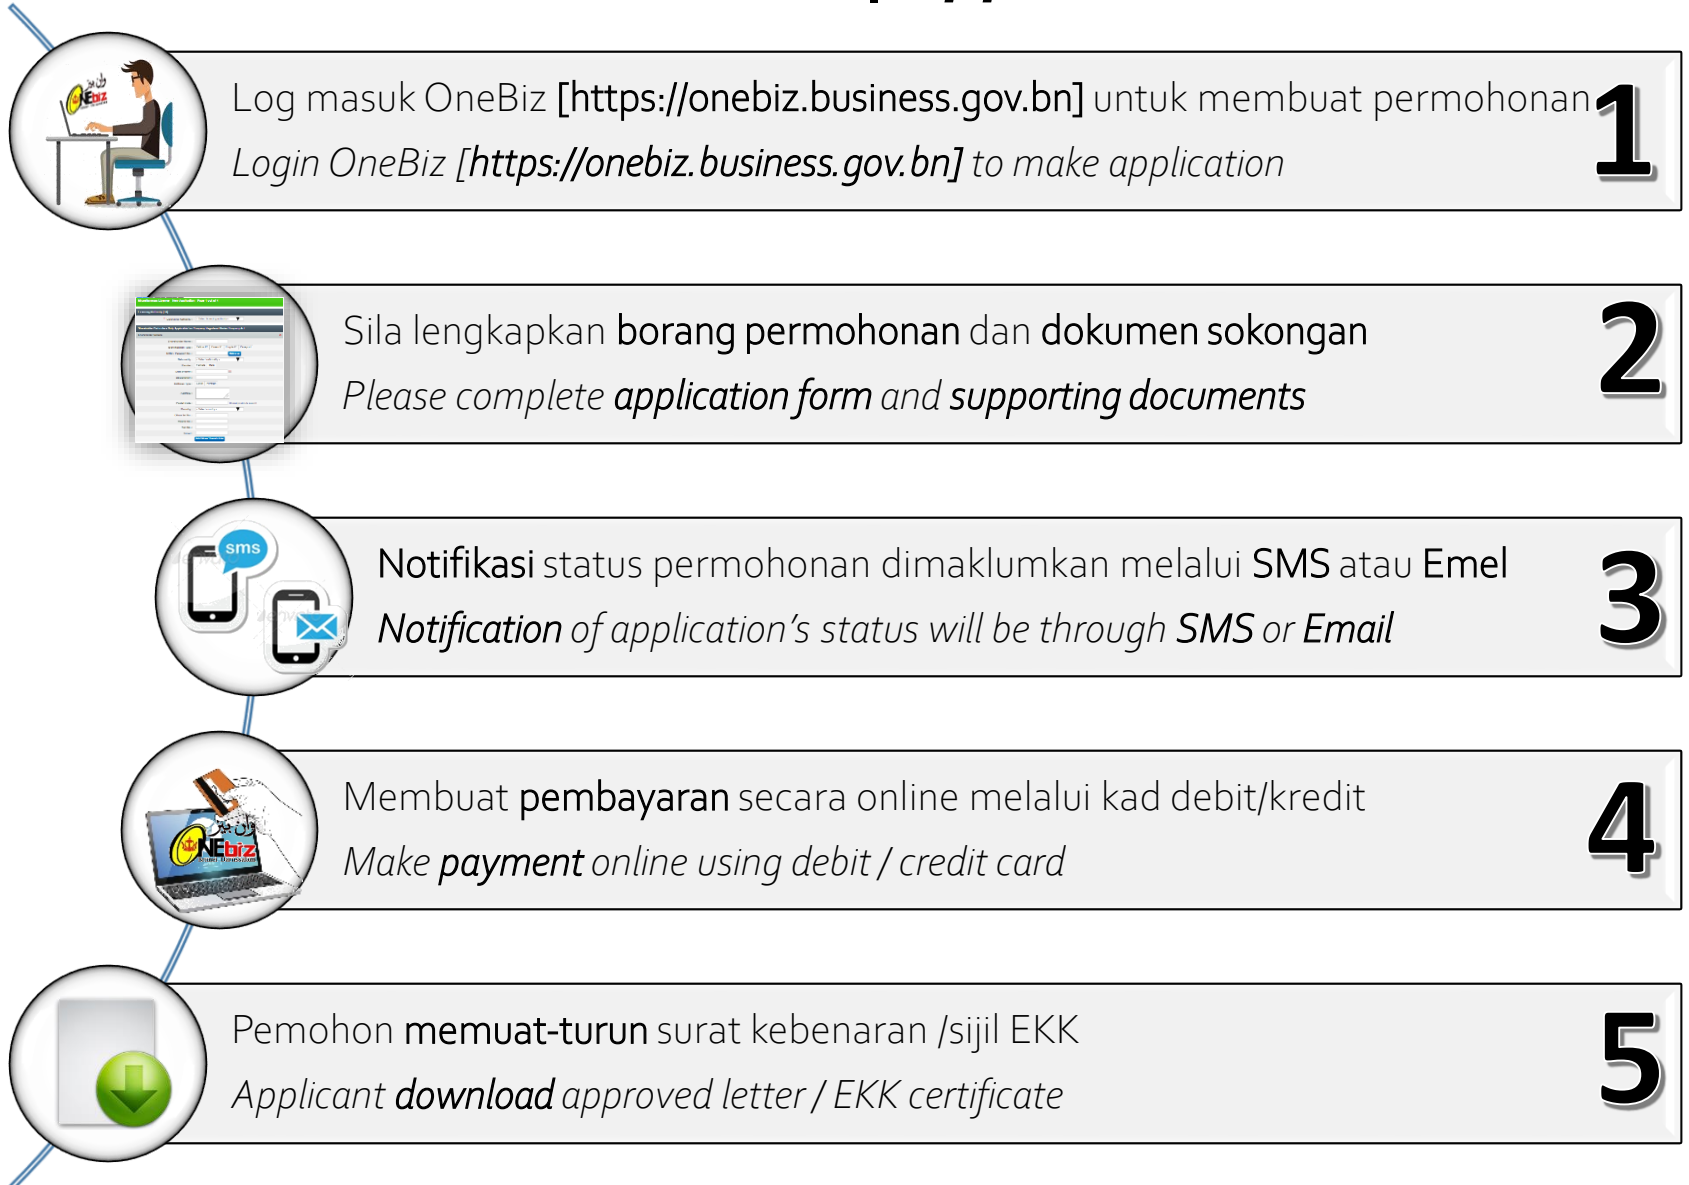 Log masuk OneBiz [https://onebiz.business.gov.bn] untuk membuat permohonan
Login OneBiz [https://onebiz.business.gov.bn] to make application
1
Sila lengkapkan borang permohonan dan dokumen sokongan
Please complete application form and supporting documents
2
sms
Notifikasi status permohonan dimaklumkan melalui SMS atau Emel
Notification of application's status will be through SMS or Email
3
وان بيز
ONEbiz
Membuat pembayaran secara online melalui kad debit/kredit
Make payment online using debit / credit card
4
Pemohon memuat-turun surat kebenaran /sijil EKK
Applicant download approved letter / EKK certificate
5